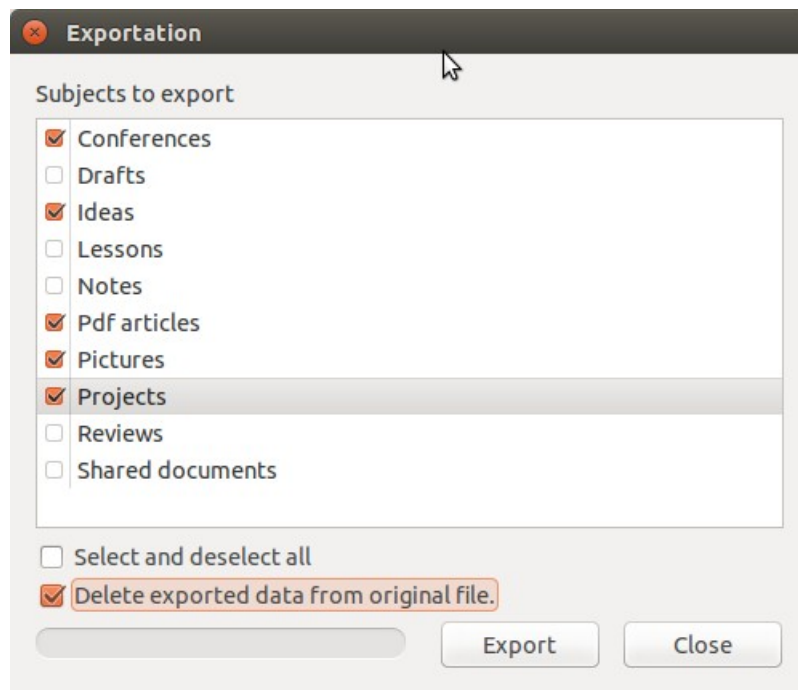 Exportation
Subjects to export
Conferences
Drafts
Ideas
Lessons
Notes
Pdf articles
Pictures
Projects
Reviews
Shared documents
Select and deselect all
Delete exported data from original file.
Export Close